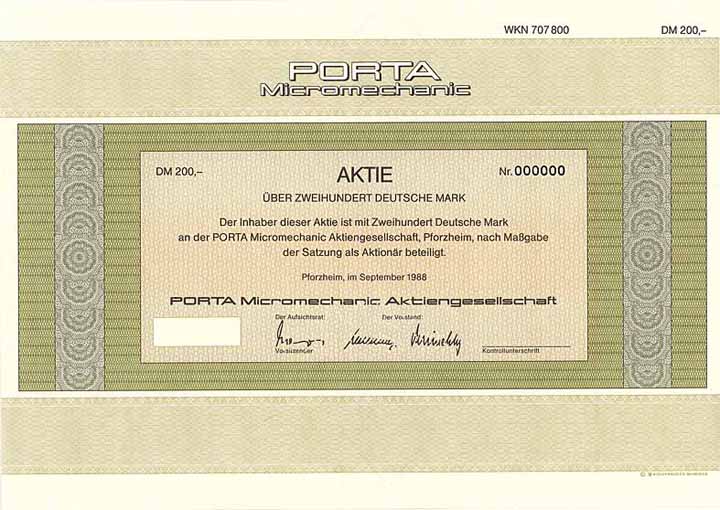 WKN 707 800 DM 200,–
PORTA
Micromechanic
DM 200,– AKTIE Nr. 000000
ÜBER ZWEIHUNDERT DEUTSCHE MARK
Der Inhaber dieser Aktie ist mit Zweihundert Deutsche Mark
an der PORTA Micromechanic Aktiengesellschaft, Pforzheim, nach Maßgabe
der Satzung als Aktionär beteiligt.
Pforzheim, im September 1988
PORTA Micromechanic Aktiengesellschaft
Der Aufsichtsrat: Der Vorstand:
Vorsitzender Kontrollunterschrift